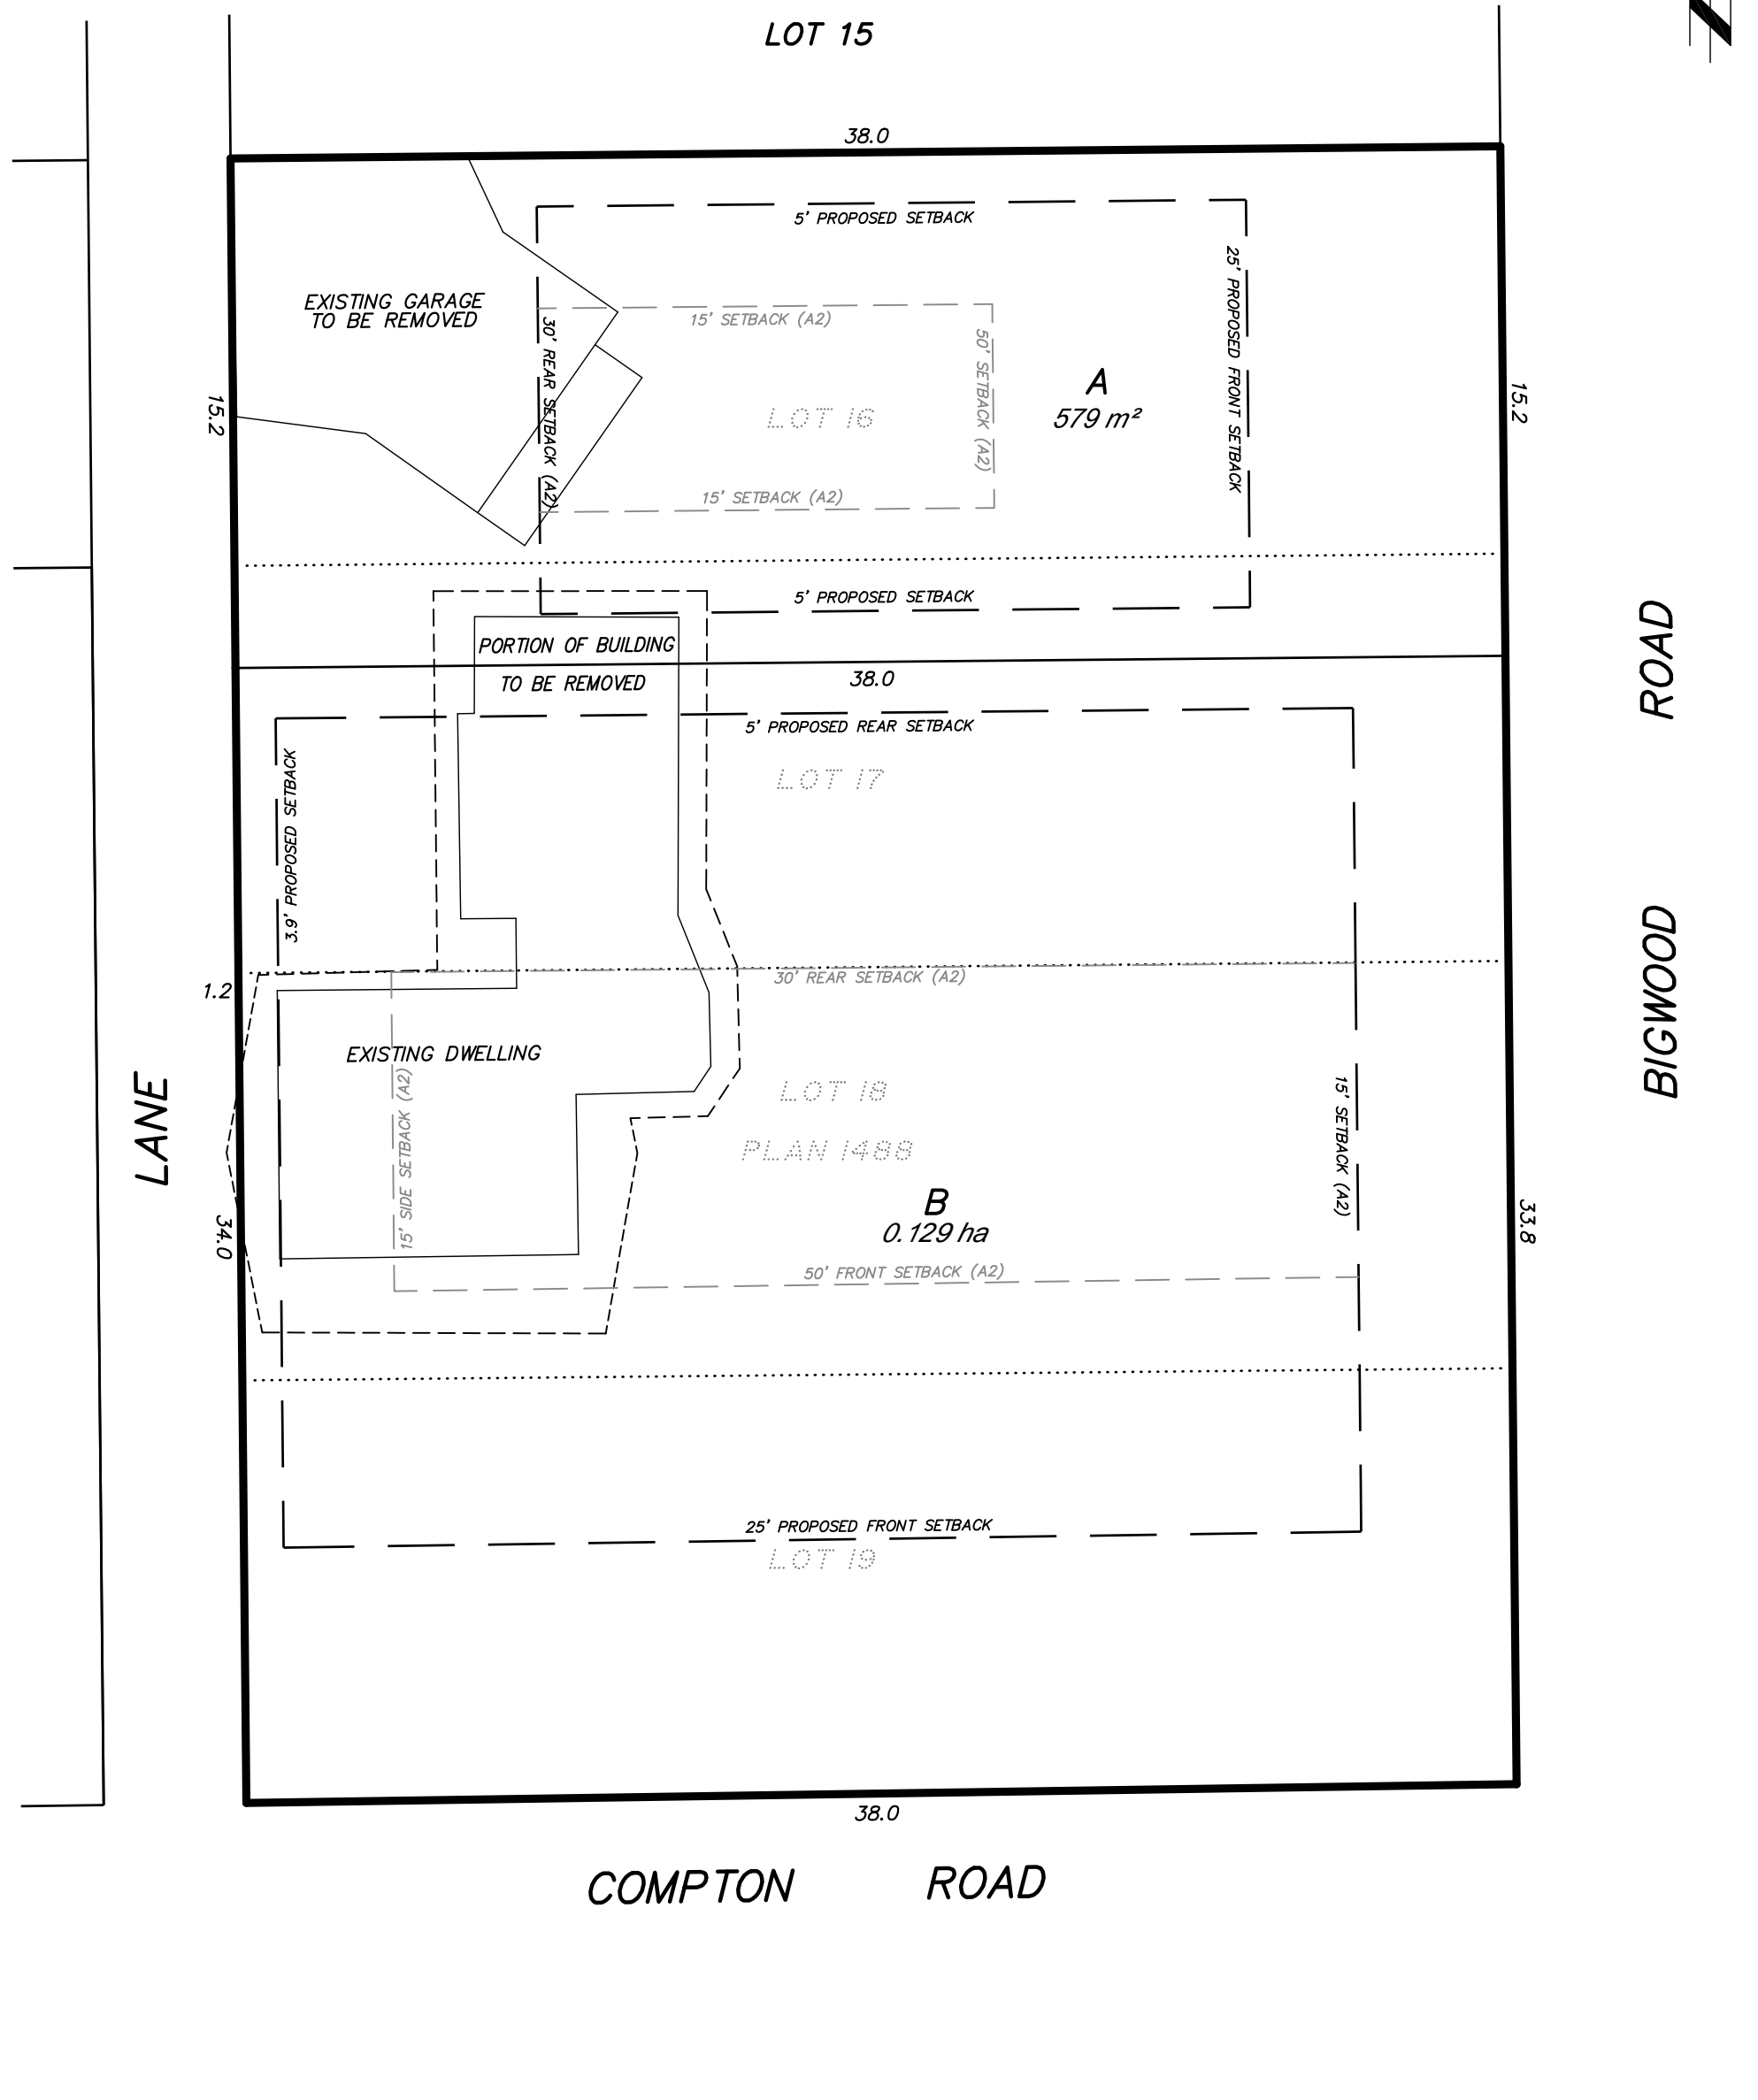 LOT 15
38.0
5' PROPOSED SETBACK
25' PROPOSED FRONT SETBACK
EXISTING GARAGE
TO BE REMOVED
30' REAR SETBACK (A2)
15' SETBACK (A2)
50' SETBACK (A2)
A
579 m²
LOT 16
15.2
15.2
15' SETBACK (A2)
5' PROPOSED SETBACK
PORTION OF BUILDING
TO BE REMOVED
38.0
5' PROPOSED REAR SETBACK
3.9' PROPOSED SETBACK
LOT 17
30' REAR SETBACK (A2)
1.2
EXISTING DWELLING
15' SIDE SETBACK (A2)
LOT 18
PLAN 1488
15' SETBACK (A2)
B
0.129 ha
34.0
33.8
50' FRONT SETBACK (A2)
25' PROPOSED FRONT SETBACK
LOT 19
38.0
LANE
BIGWOOD ROAD
COMPTON ROAD